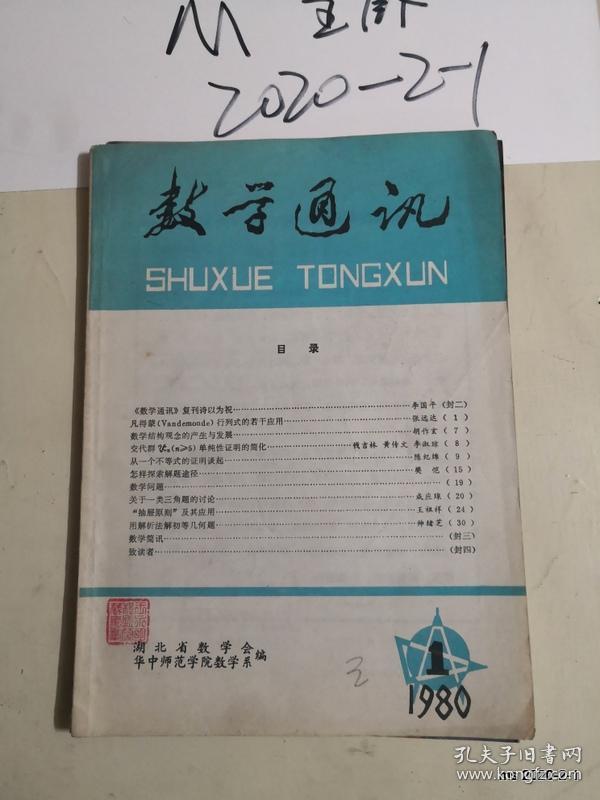 2020-2-1
数学通讯
SHUXUE TONGXUN
目录
《数学通讯》复刊诗以为祝 李国平(封二)
凡得蒙(Vandemonde)行列式的若干应用 张远达(1)
数学结构观念的产生与发展 胡作玄(7)
交代群 (n≥5)单纯性证明的简化 钱吉林 黄传文 李淑琼(8)
从一个不等式的证明谈起 陈纪修(9)
怎样探索解题途径 樊恺(15)
数学问题 (19)
关于一类三角题的讨论 成应琼(20)
“抽屉原则”及其应用 王祖祥(24)
用解析法解初等几何题 帅绪芝(30)
数学简讯 (封三)
致读者 (封四)
湖北省数学会
华中师范学院数学系 编
1
1980
孔夫子旧书网
kongfz.com